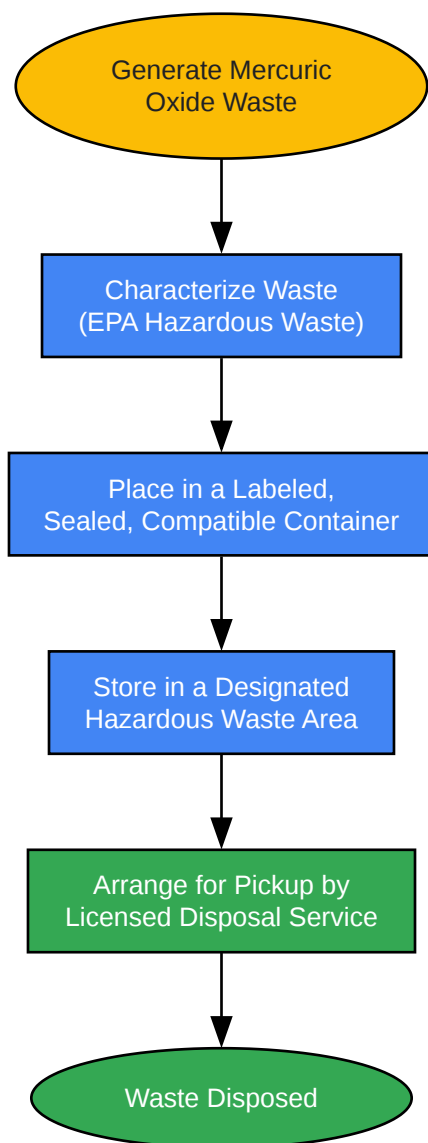 Generate Mercuric
Oxide Waste
Characterize Waste
(EPA Hazardous Waste)
Place in a Labeled,
Sealed, Compatible Container
Store in a Designated
Hazardous Waste Area
Arrange for Pickup by
Licensed Disposal Service
Waste Disposed